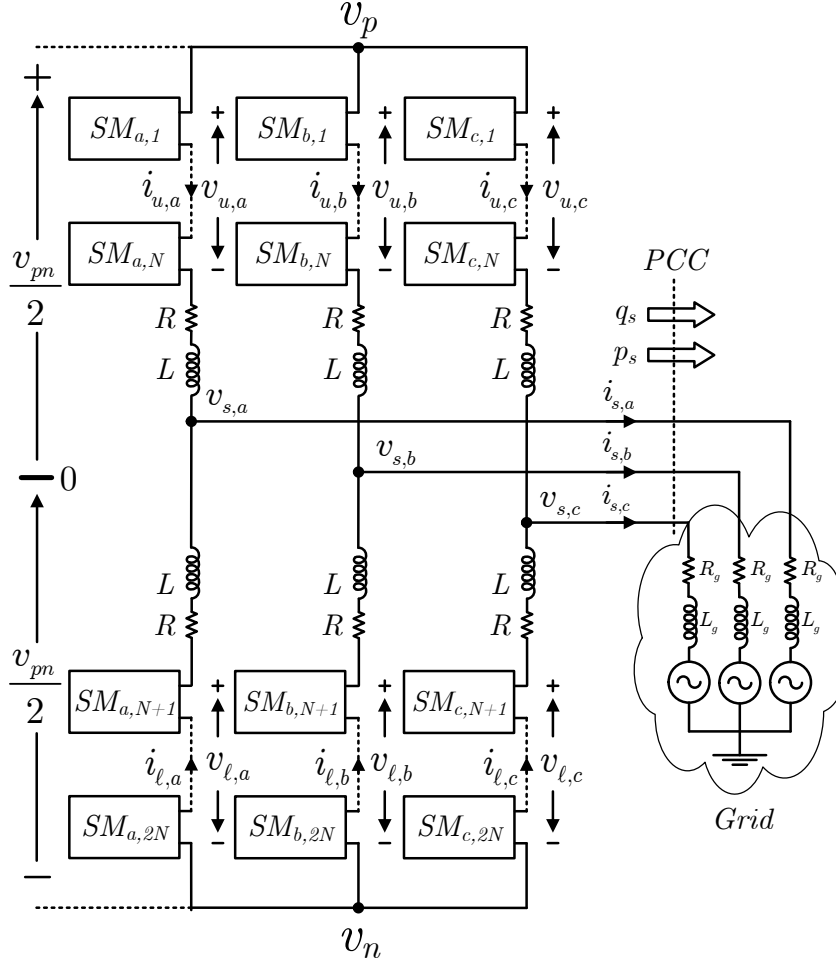 v_p
+
SM_{a,1} + SM_{b,1} + SM_{c,1} +
i_{u,a} v_{u,a} i_{u,b} v_{u,b} i_{u,c} v_{u,c}
SM_{a,N} − SM_{b,N} − SM_{c,N} −
v_{pn}/2
PCC
R R R
q_s
L L L
p_s
v_{s,a} i_{s,a}
v_{s,b} i_{s,b}
0
v_{s,c} i_{s,c}
L L L
R_g R_g R_g
R R R
L_g L_g L_g
v_{pn}/2
SM_{a,N+1} + SM_{b,N+1} + SM_{c,N+1} +
i_{ℓ,a} v_{ℓ,a} i_{ℓ,b} v_{ℓ,b} i_{ℓ,c} v_{ℓ,c}
SM_{a,2N} − SM_{b,2N} − SM_{c,2N} −
Grid
−
v_n